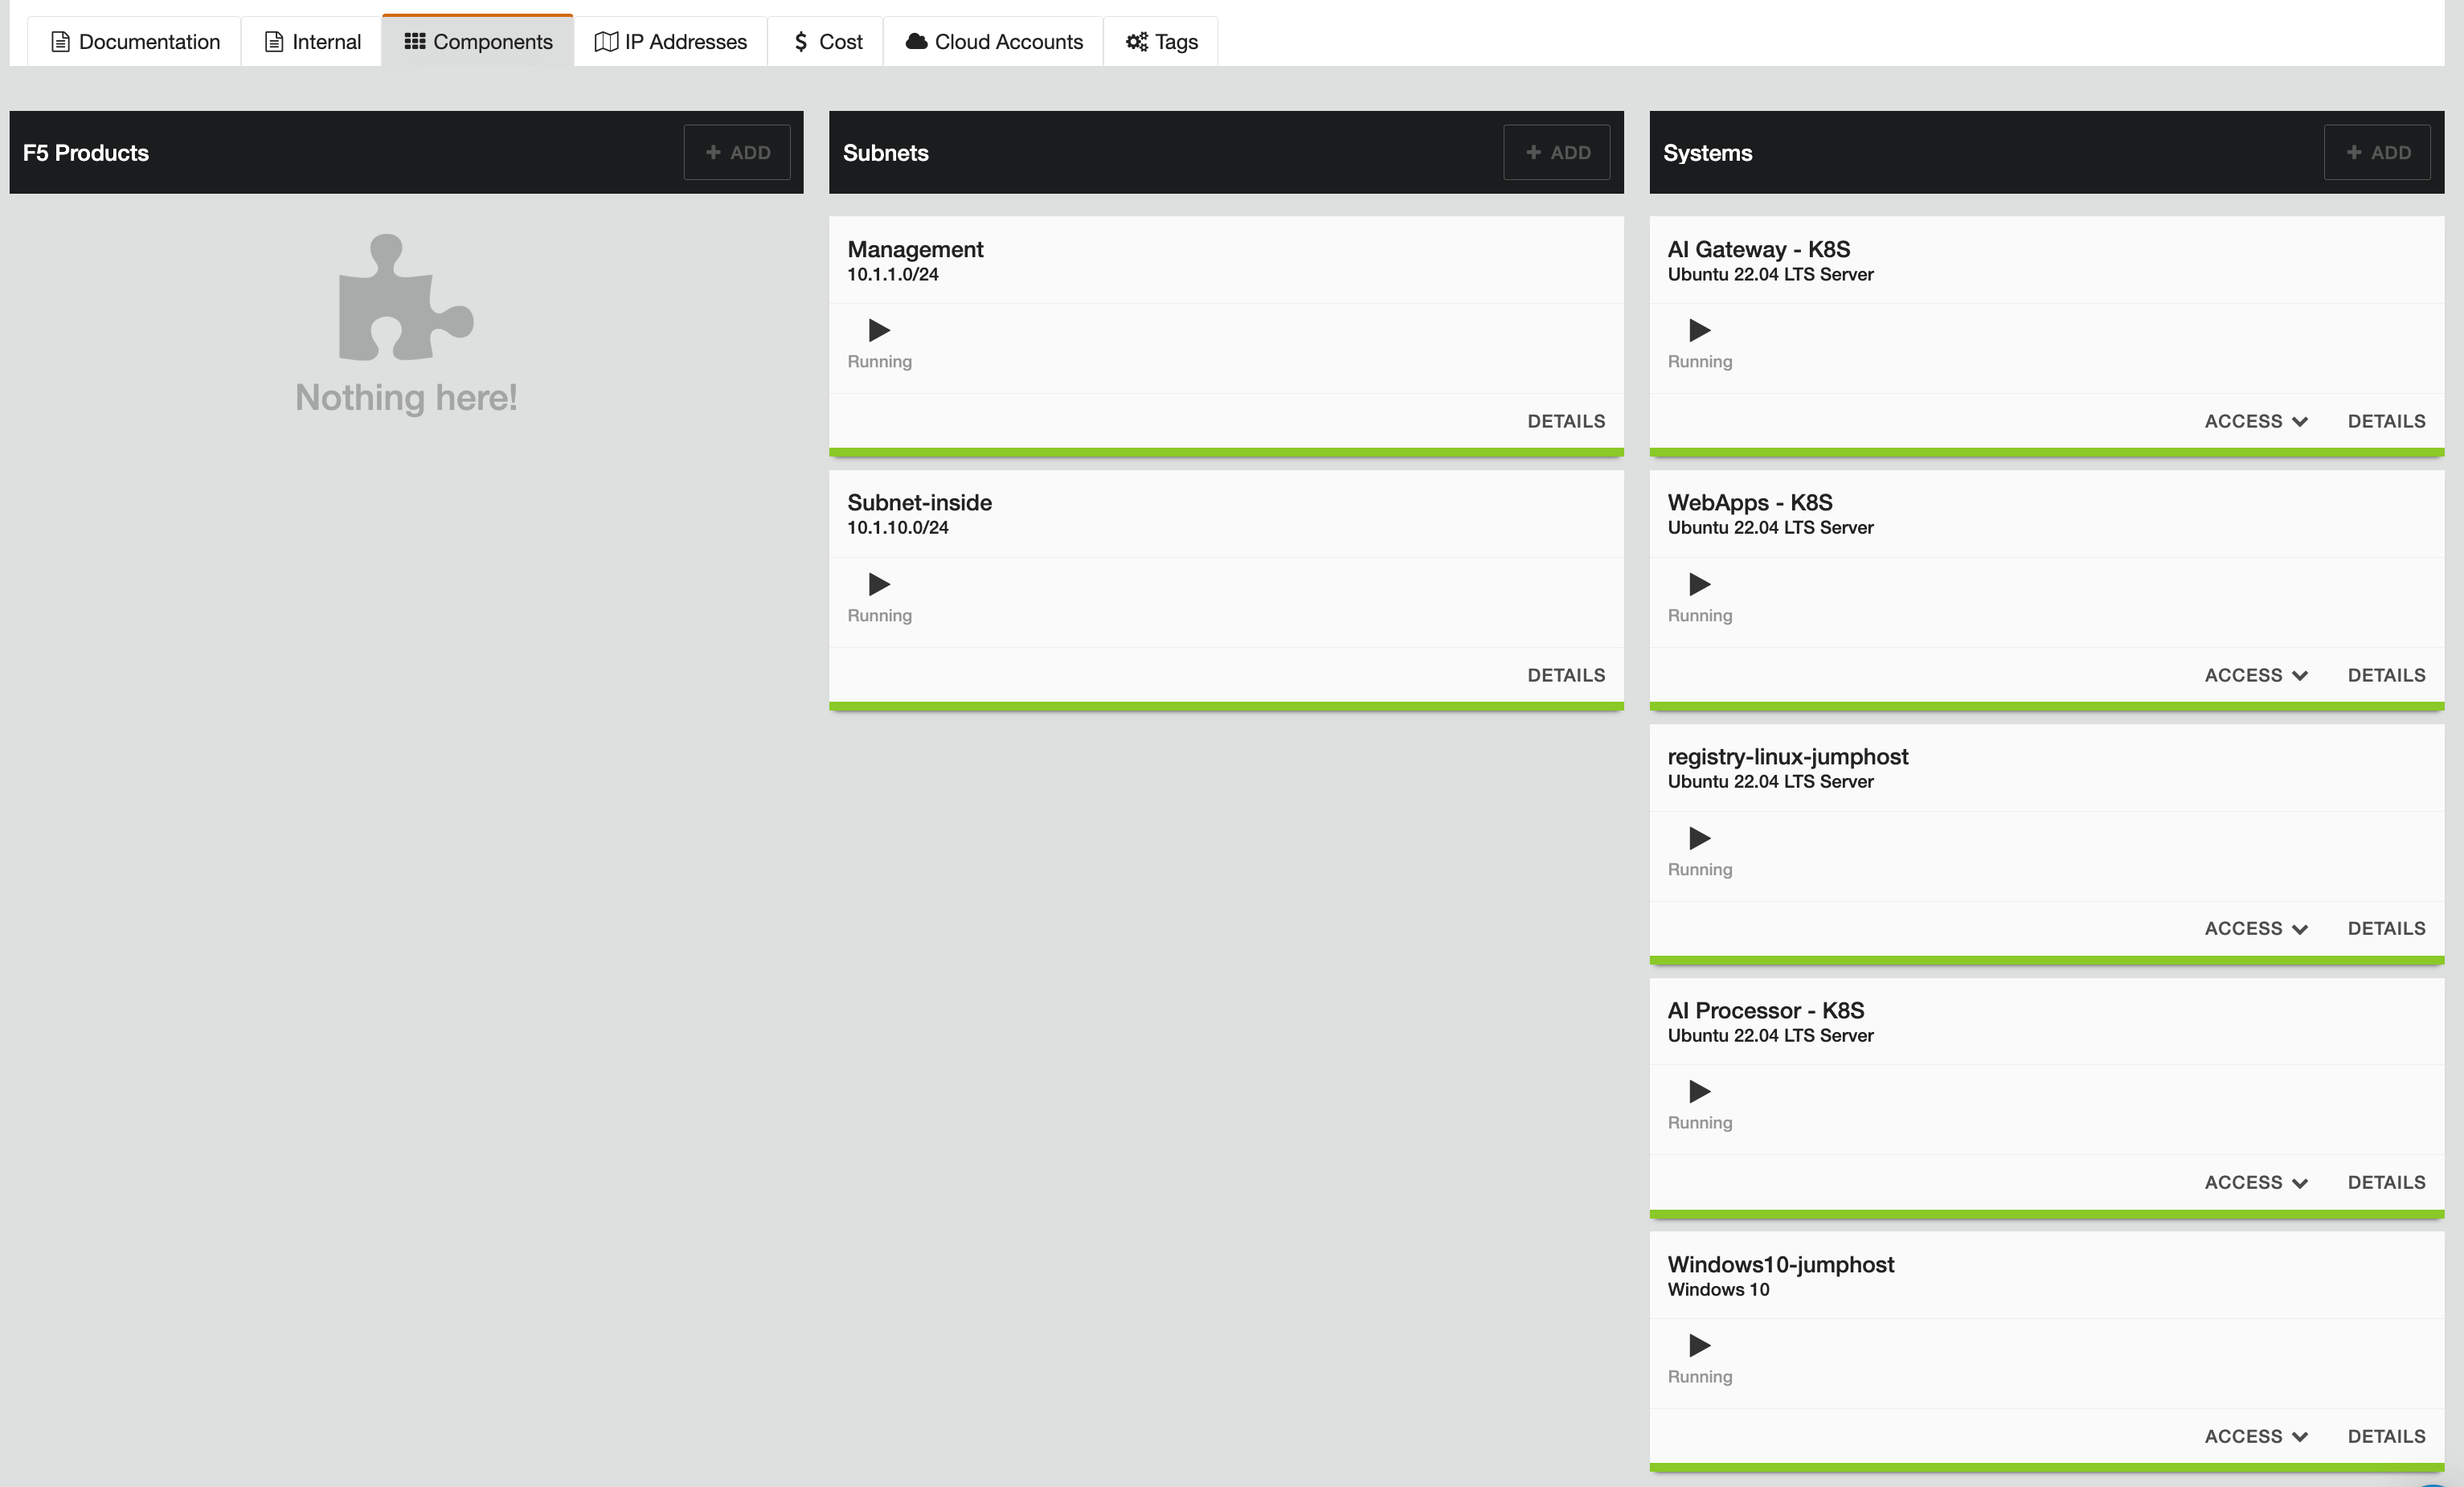 Documentation
Internal
Components
IP Addresses
Cost
Cloud Accounts
Tags
F5 Products
+ ADD
Nothing here!
Subnets
+ ADD
Management
10.1.1.0/24
Running
DETAILS
Subnet-inside
10.1.10.0/24
Running
DETAILS
Systems
+ ADD
AI Gateway - K8S
Ubuntu 22.04 LTS Server
Running
ACCESS DETAILS
WebApps - K8S
Ubuntu 22.04 LTS Server
Running
ACCESS DETAILS
registry-linux-jumphost
Ubuntu 22.04 LTS Server
Running
ACCESS DETAILS
AI Processor - K8S
Ubuntu 22.04 LTS Server
Running
ACCESS DETAILS
Windows10-jumphost
Windows 10
Running
ACCESS DETAILS